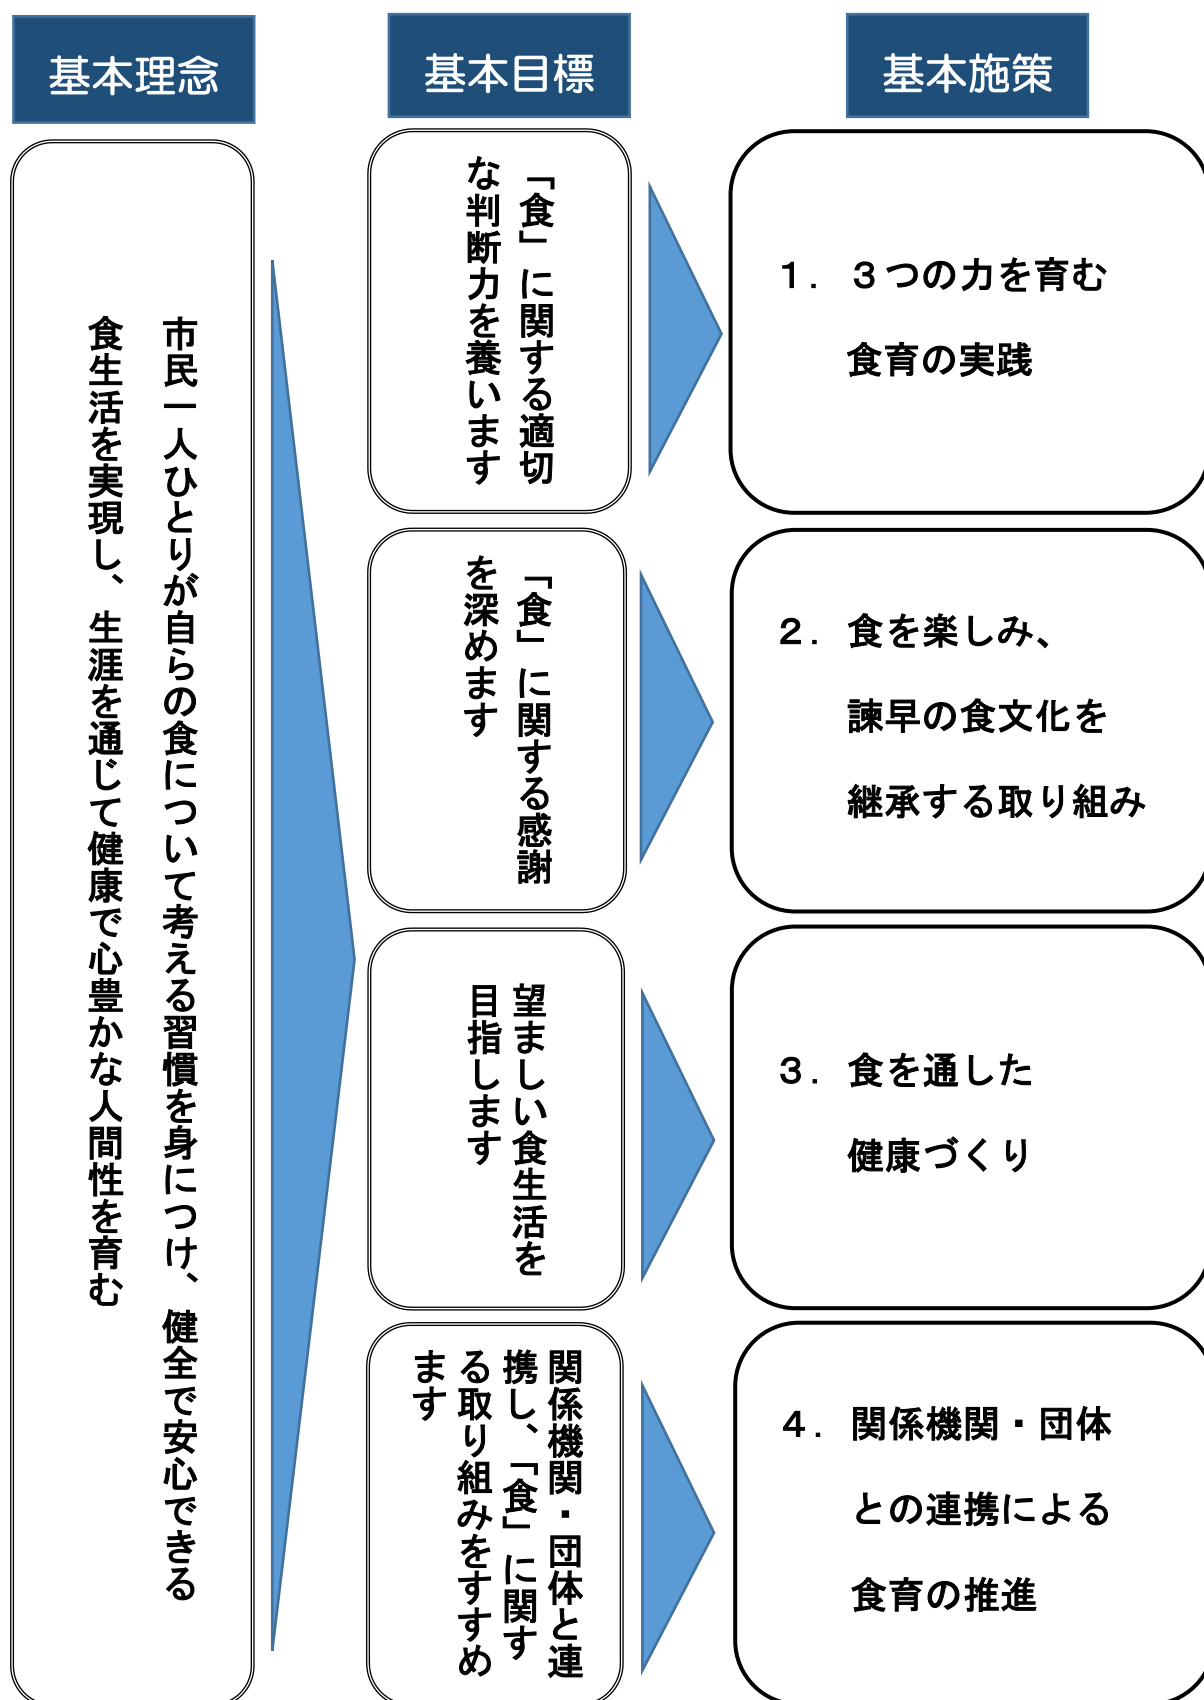 基本理念
市民一人ひとりが自らの食について考える習慣を身につけ、健全で安心できる
食生活を実現し、生涯を通じて健康で心豊かな人間性を育む
基本目標
「食」に関する適切
な判断力を養います
「食」に関する感謝
を深めます
望ましい食生活を
目指します
関係機関・団体と連
携し、「食」に関す
る取り組みをすすめ
ます
基本施策
１．３つの力を育む
食育の実践
２．食を楽しみ、
諫早の食文化を
継承する取り組み
３．食を通した
健康づくり
４．関係機関・団体
との連携による
食育の推進